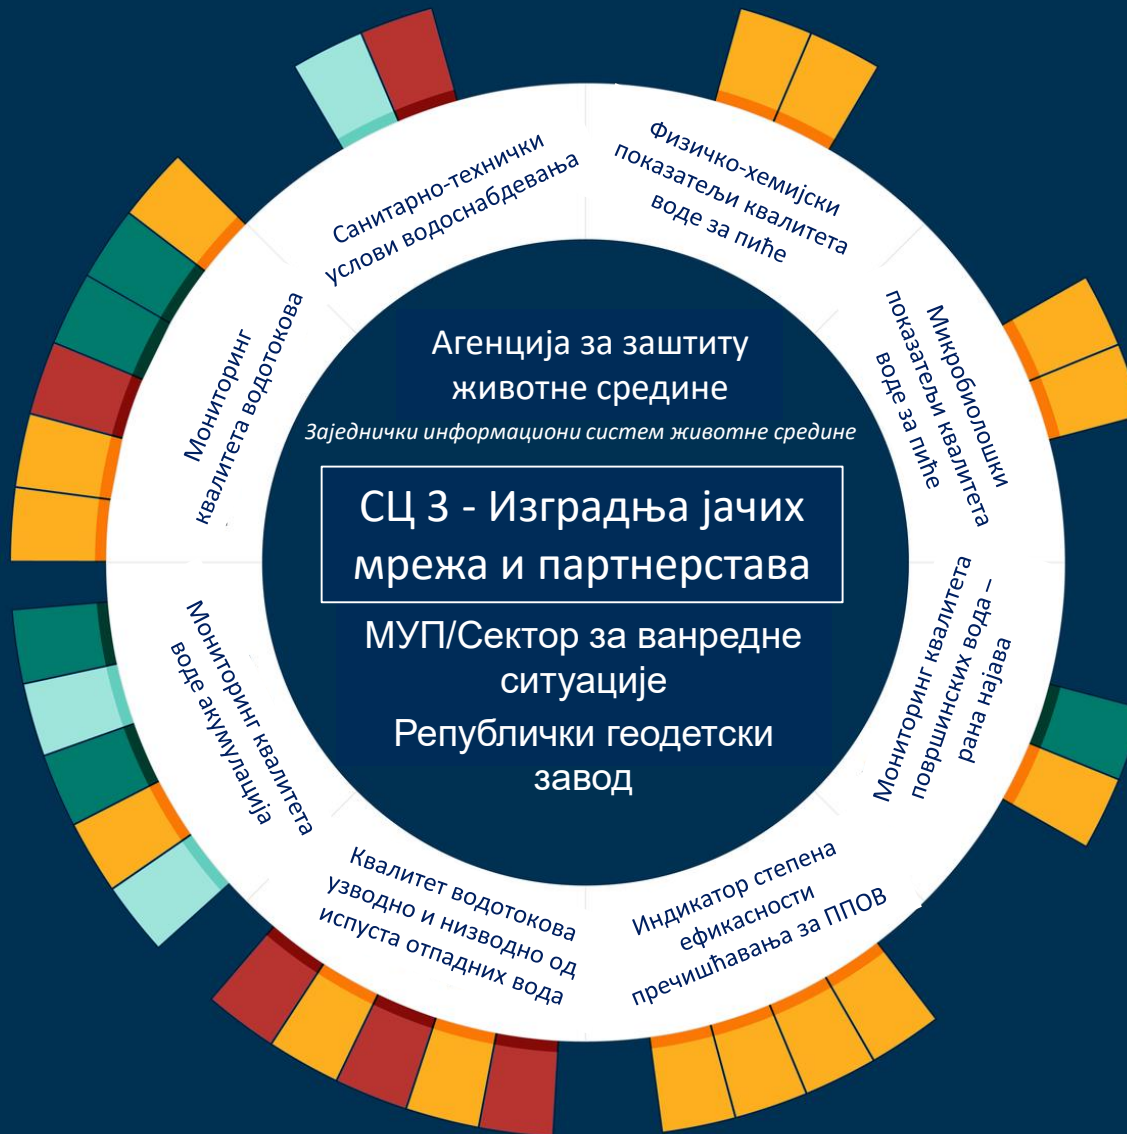 Санитарно-технички
услови водоснабдевања
Физичко-хемијски
показатељи квалитета
воде за пиће
Микробиолошки
показатељи квалитета
воде за пиће
Мониторинг квалитета
површинских вода –
рана најава
Индикатор степена
ефикасности
пречишћавања за ППОВ
Квалитет водотокова
узводно и низводно од
испуста отпадних вода
Мониторинг квалитета
воде акумулација
Мониторинг
квалитета водотокова
Агенција за заштиту
животне средине
Заједнички информациони систем животне средине
СЦ 3 - Изградња јачих
мрежа и партнерстава
МУП/Сектор за ванредне
ситуације
Републички геодетски
завод